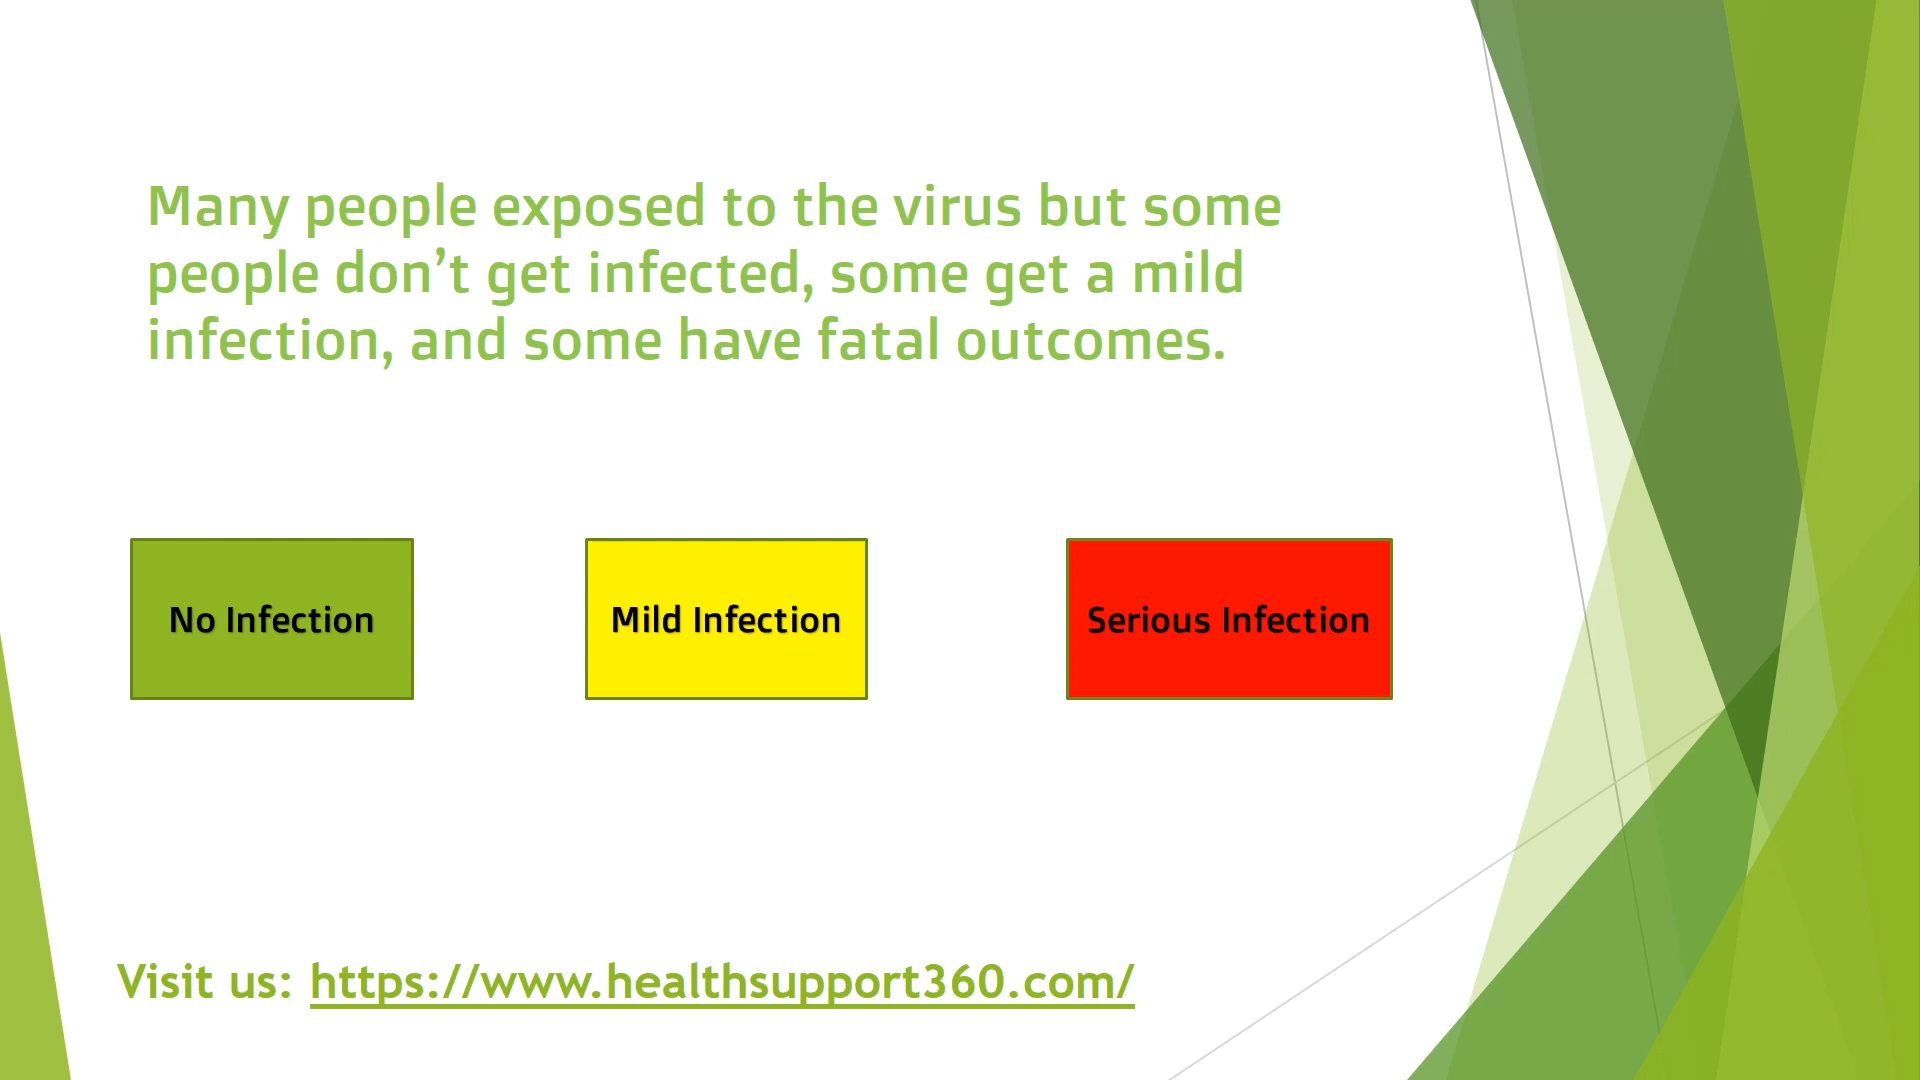 Many people exposed to the virus but some
people don’t get infected, some get a mild
infection, and some have fatal outcomes.
No Infection
Mild Infection
Serious Infection
Visit us: https://www.healthsupport360.com/